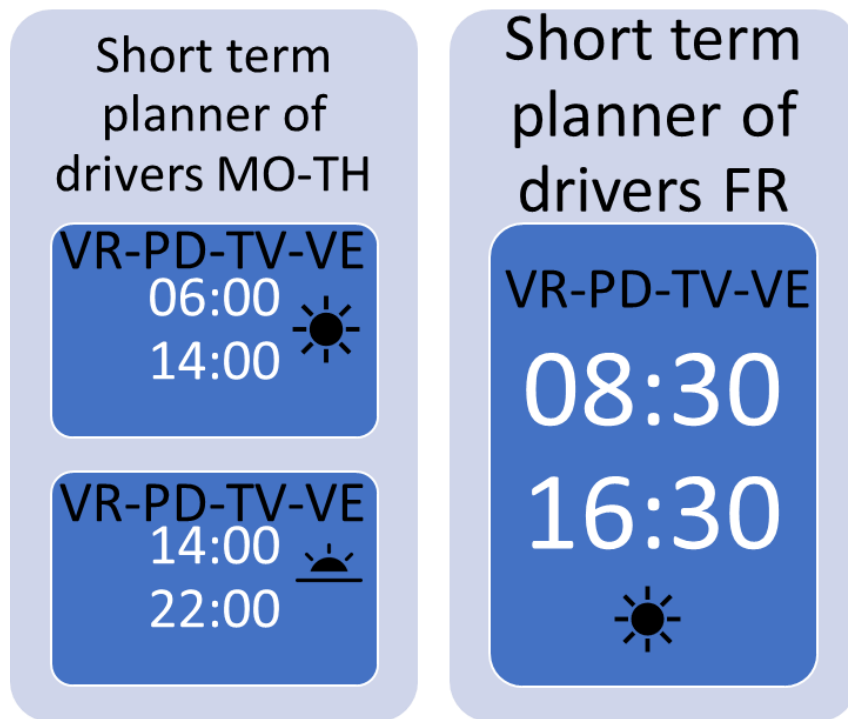 Short term
planner of
drivers MO-TH
VR-PD-TV-VE
06:00
14:00
VR-PD-TV-VE
14:00
22:00
Short term
planner of
drivers FR
VR-PD-TV-VE
08:30
16:30